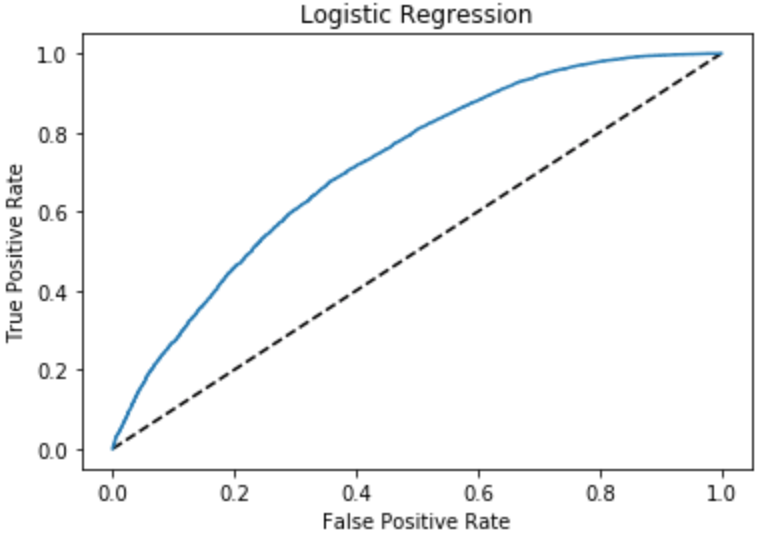 Logistic Regression
True Positive Rate
1.0
0.8
0.6
0.4
0.2
0.0
0.0 0.2 0.4 0.6 0.8 1.0
False Positive Rate